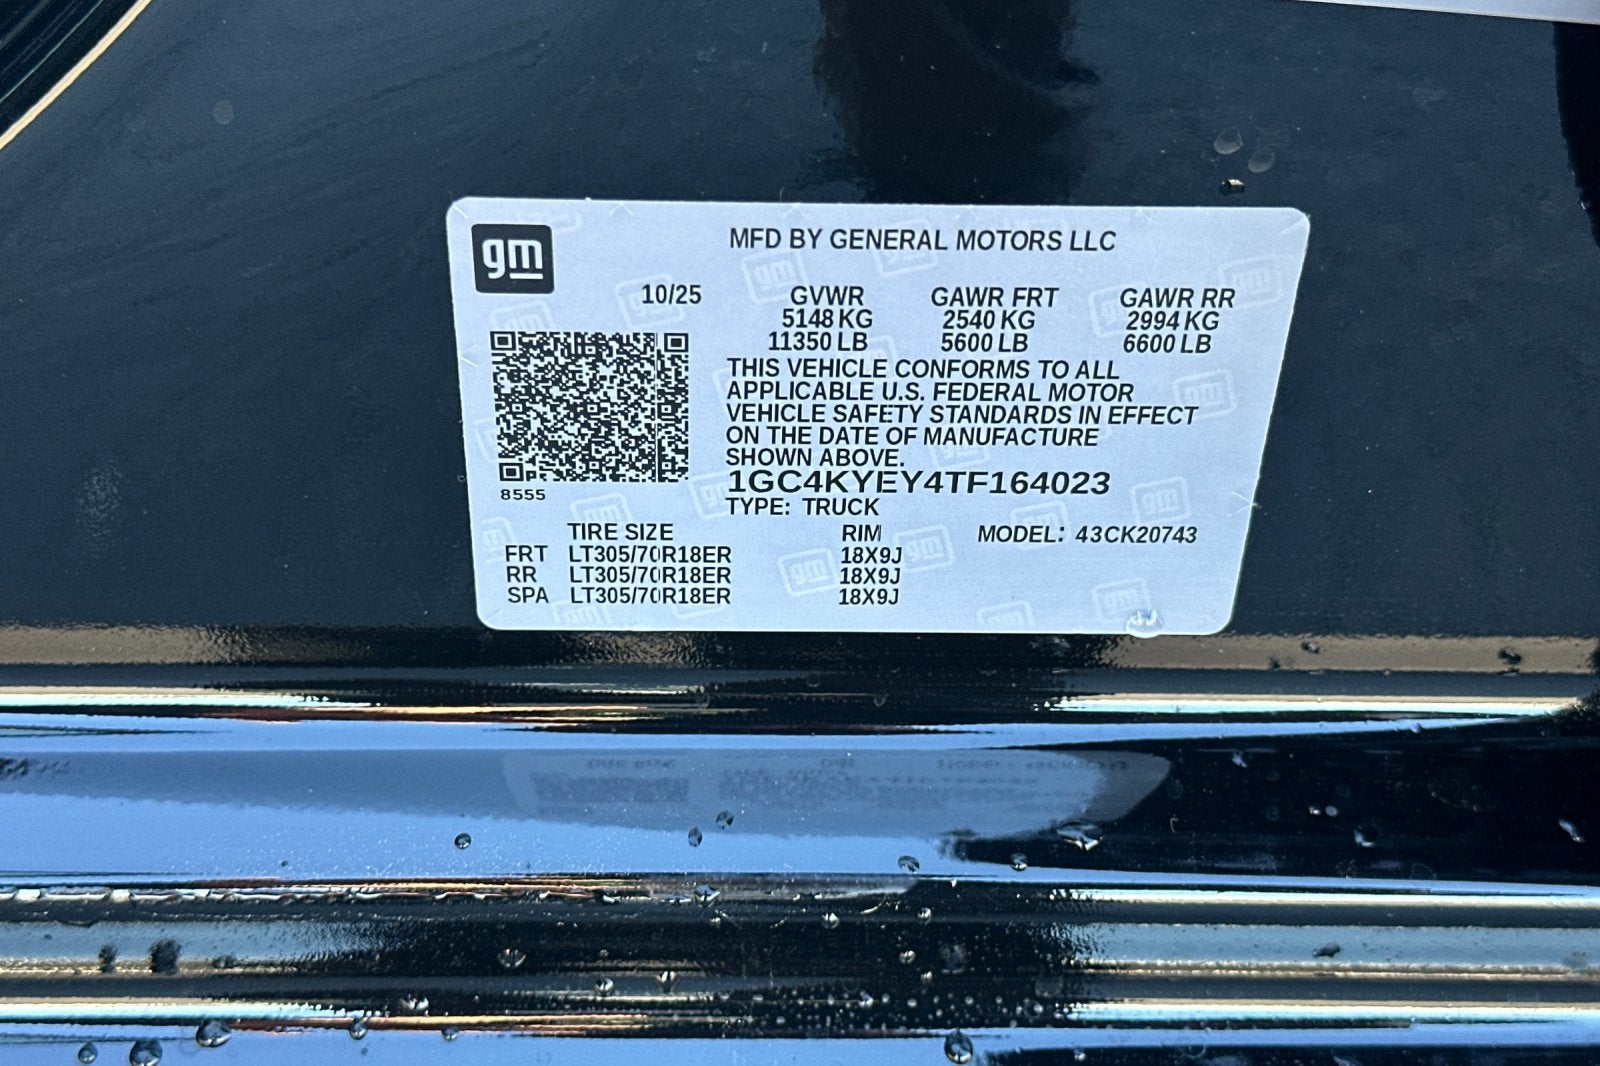 gm
MFD BY GENERAL MOTORS LLC
10/25 GVWR GAWR FRT GAWR RR
5148 KG 2540 KG 2994 KG
11350 LB 5600 LB 6600 LB
THIS VEHICLE CONFORMS TO ALL
APPLICABLE U.S. FEDERAL MOTOR
VEHICLE SAFETY STANDARDS IN EFFECT
ON THE DATE OF MANUFACTURE
SHOWN ABOVE.
1GC4KYEY4TF164023
8555
TYPE: TRUCK
TIRE SIZE RIM MODEL: 43CK20743
FRT LT305/70R18ER 18X9J
RR LT305/70R18ER 18X9J
SPA LT305/70R18ER 18X9J